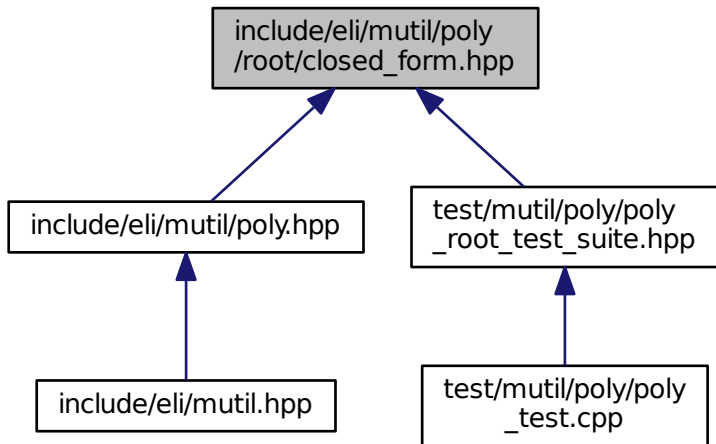 include/eli/mutil/poly
/root/closed_form.hpp
include/eli/mutil/poly.hpp
test/mutil/poly/poly
_root_test_suite.hpp
include/eli/mutil.hpp
test/mutil/poly/poly
_test.cpp